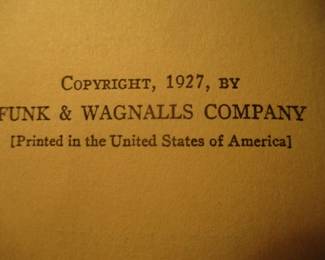 COPYRIGHT, 1927, BY
FUNK & WAGNALLS COMPANY
[Printed in the United States of America]